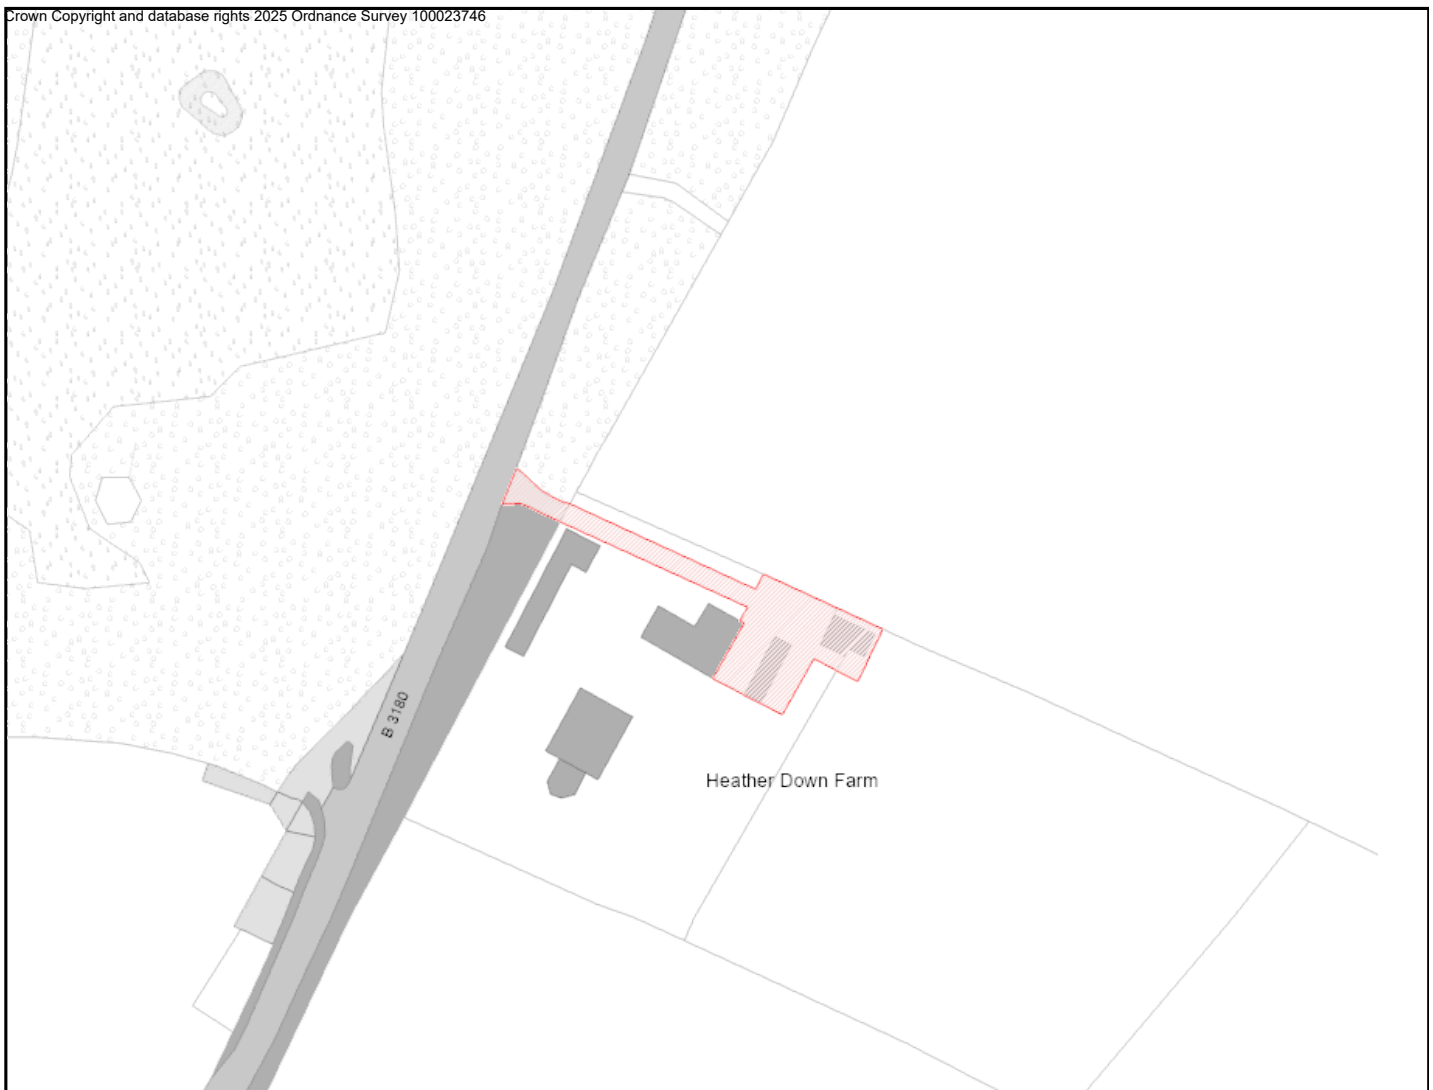 Crown Copyright and database rights 2025 Ordnance Survey 100023746
B 3180
Heather Down Farm